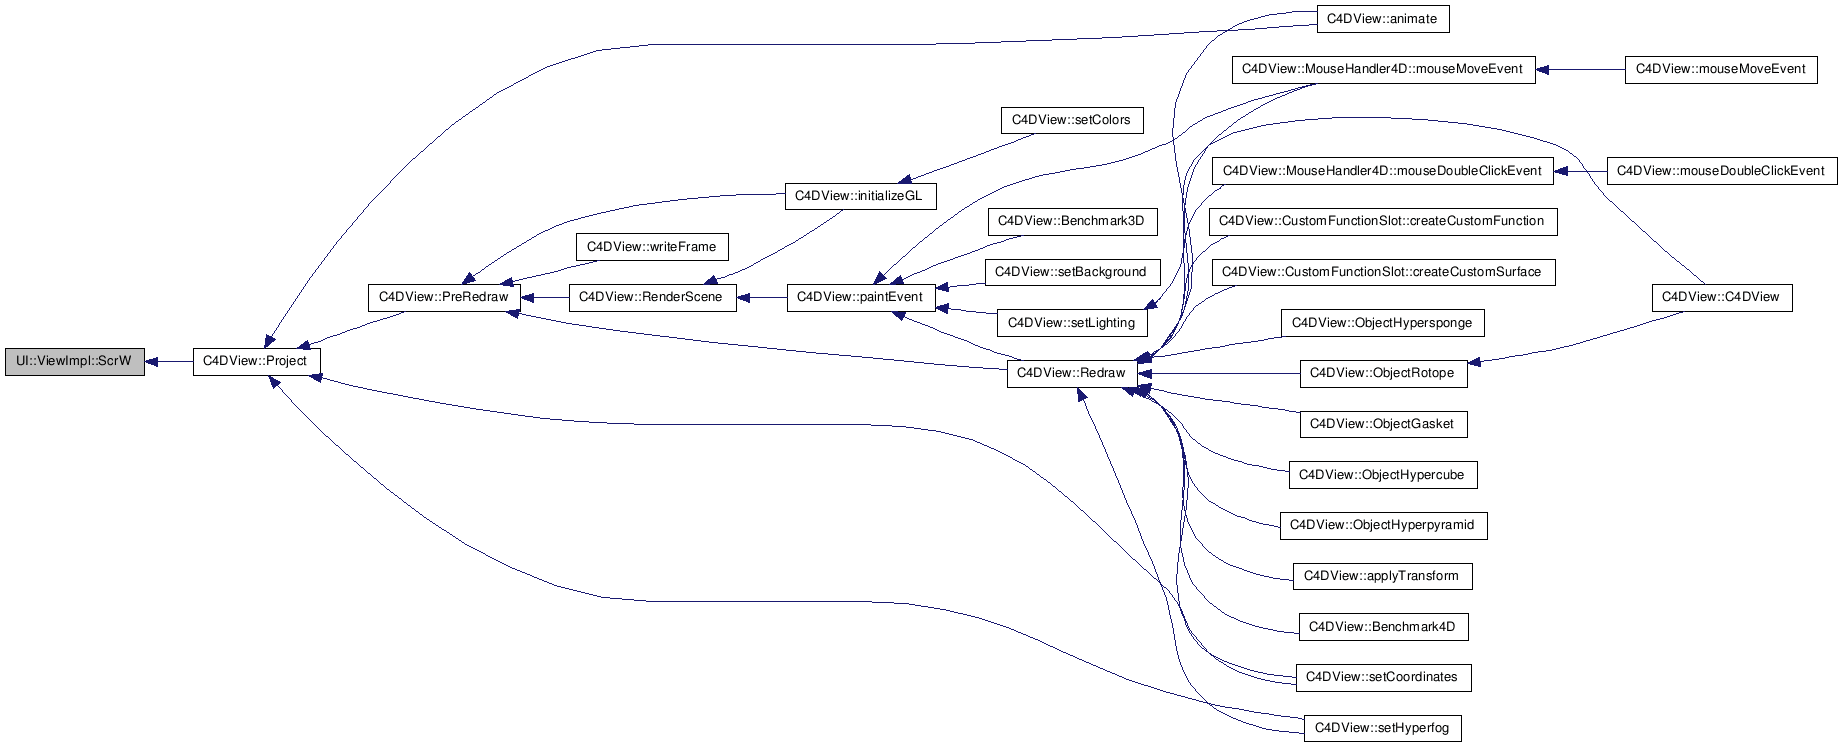 C4DView::animate
C4DView::MouseHandler4D::mouseMoveEvent
C4DView::mouseMoveEvent
C4DView::setColors
C4DView::MouseHandler4D::mouseDoubleClickEvent
C4DView::mouseDoubleClickEvent
C4DView::initializeGL
C4DView::Benchmark3D
C4DView::CustomFunctionSlot::createCustomFunction
C4DView::writeFrame
C4DView::setBackground
C4DView::CustomFunctionSlot::createCustomSurface
C4DView::PreRedraw
C4DView::RenderScene
C4DView::paintEvent
C4DView::C4DView
C4DView::setLighting
C4DView::ObjectHypersponge
UI::ViewImpl::ScrW
C4DView::Project
C4DView::Redraw
C4DView::ObjectRotope
C4DView::ObjectGasket
C4DView::ObjectHypercube
C4DView::ObjectHyperpyramid
C4DView::applyTransform
C4DView::Benchmark4D
C4DView::setCoordinates
C4DView::setHyperfog